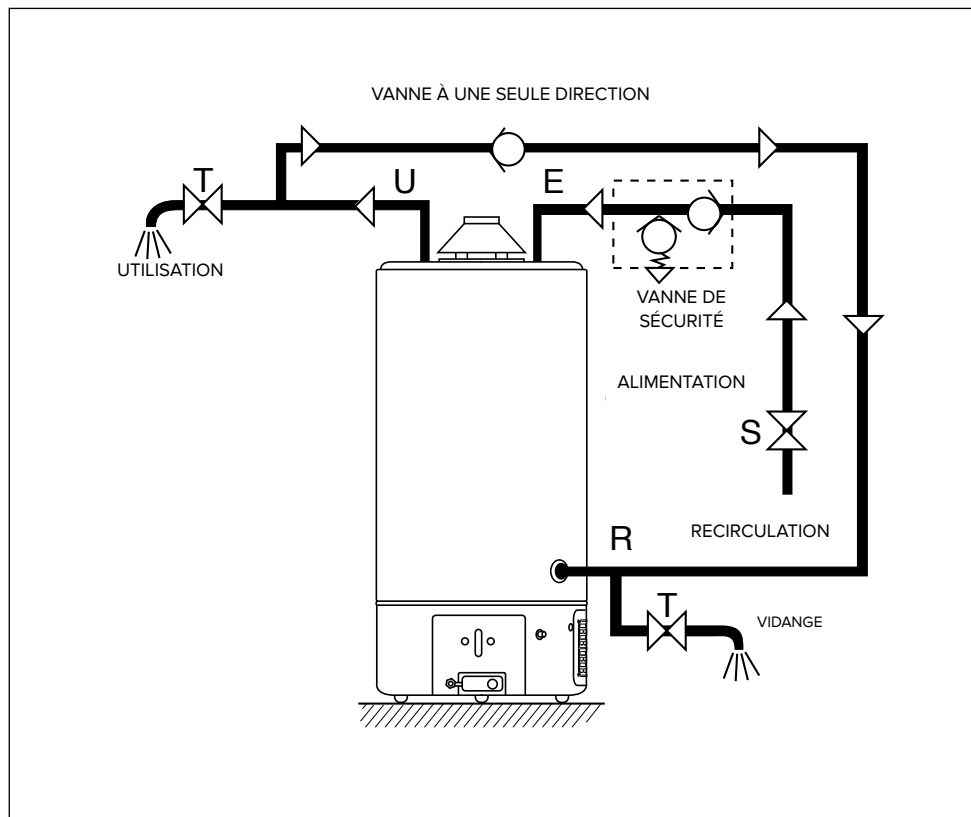 VANNE À UNE SEULE DIRECTION
T
U
E
UTILISATION
VANNE DE
SÉCURITÉ
ALIMENTATION
S
RECIRCULATION
R
T
VIDANGE